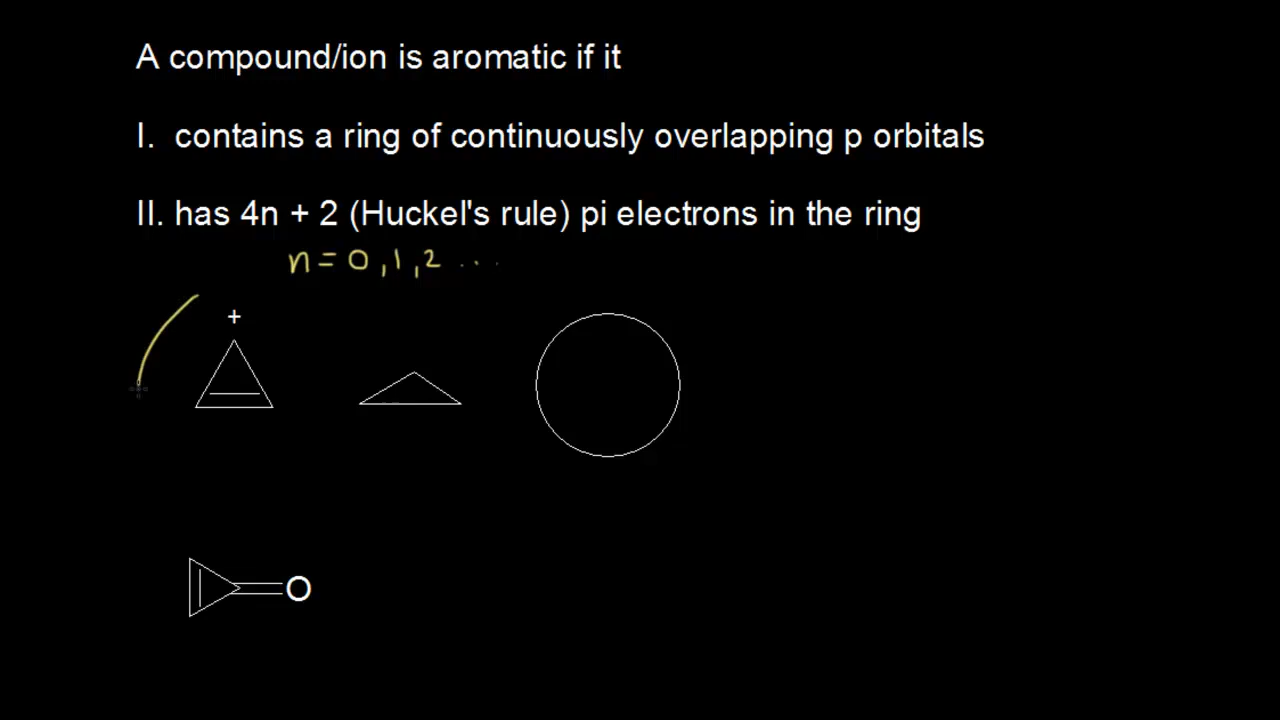 A compound/ion is aromatic if it
I. contains a ring of continuously overlapping p orbitals
II. has 4n + 2 (Huckel's rule) pi electrons in the ring
n = 0, 1, 2 ...
+
O